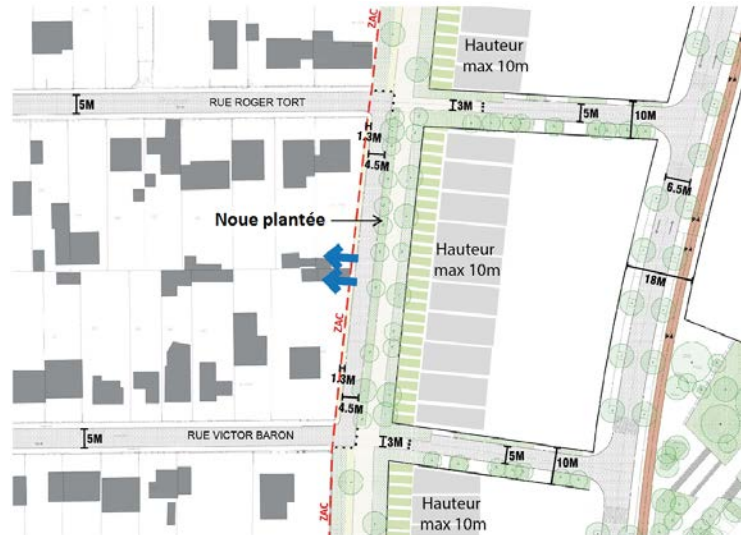 ZAC
Hauteur
max 10m
5M
RUE ROGER TORT
3M
5M
10M
1.3M
4.5M
6.5M
Noue plantée
Hauteur
max 10m
18M
ZAC
1.3M
4.5M
5M
RUE VICTOR BARON
3M
5M
10M
Hauteur
max 10m
ZAC